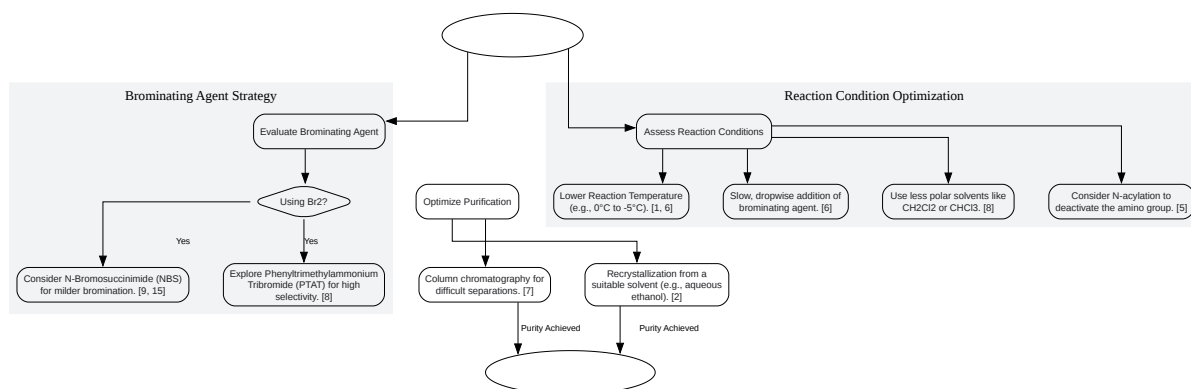 Brominating Agent Strategy
Reaction Condition Optimization
Evaluate Brominating Agent
Assess Reaction Conditions
Using Br2?
Optimize Purification
Lower Reaction Temperature
(e.g., 0°C to -5°C). [1, 6]
Slow, dropwise addition of
brominating agent. [6]
Use less polar solvents like
CH2Cl2 or CHCl3. [8]
Consider N-acylation to
deactivate the amino group. [5]
Yes
Yes
Consider N-Bromosuccinimide (NBS)
for milder bromination. [9, 15]
Explore Phenyltrimethylammonium
Tribromide (PTAT) for high
selectivity. [8]
Column chromatography for
difficult separations. [7]
Recrystallization from a
suitable solvent (e.g., aqueous
ethanol). [2]
Purity Achieved
Purity Achieved